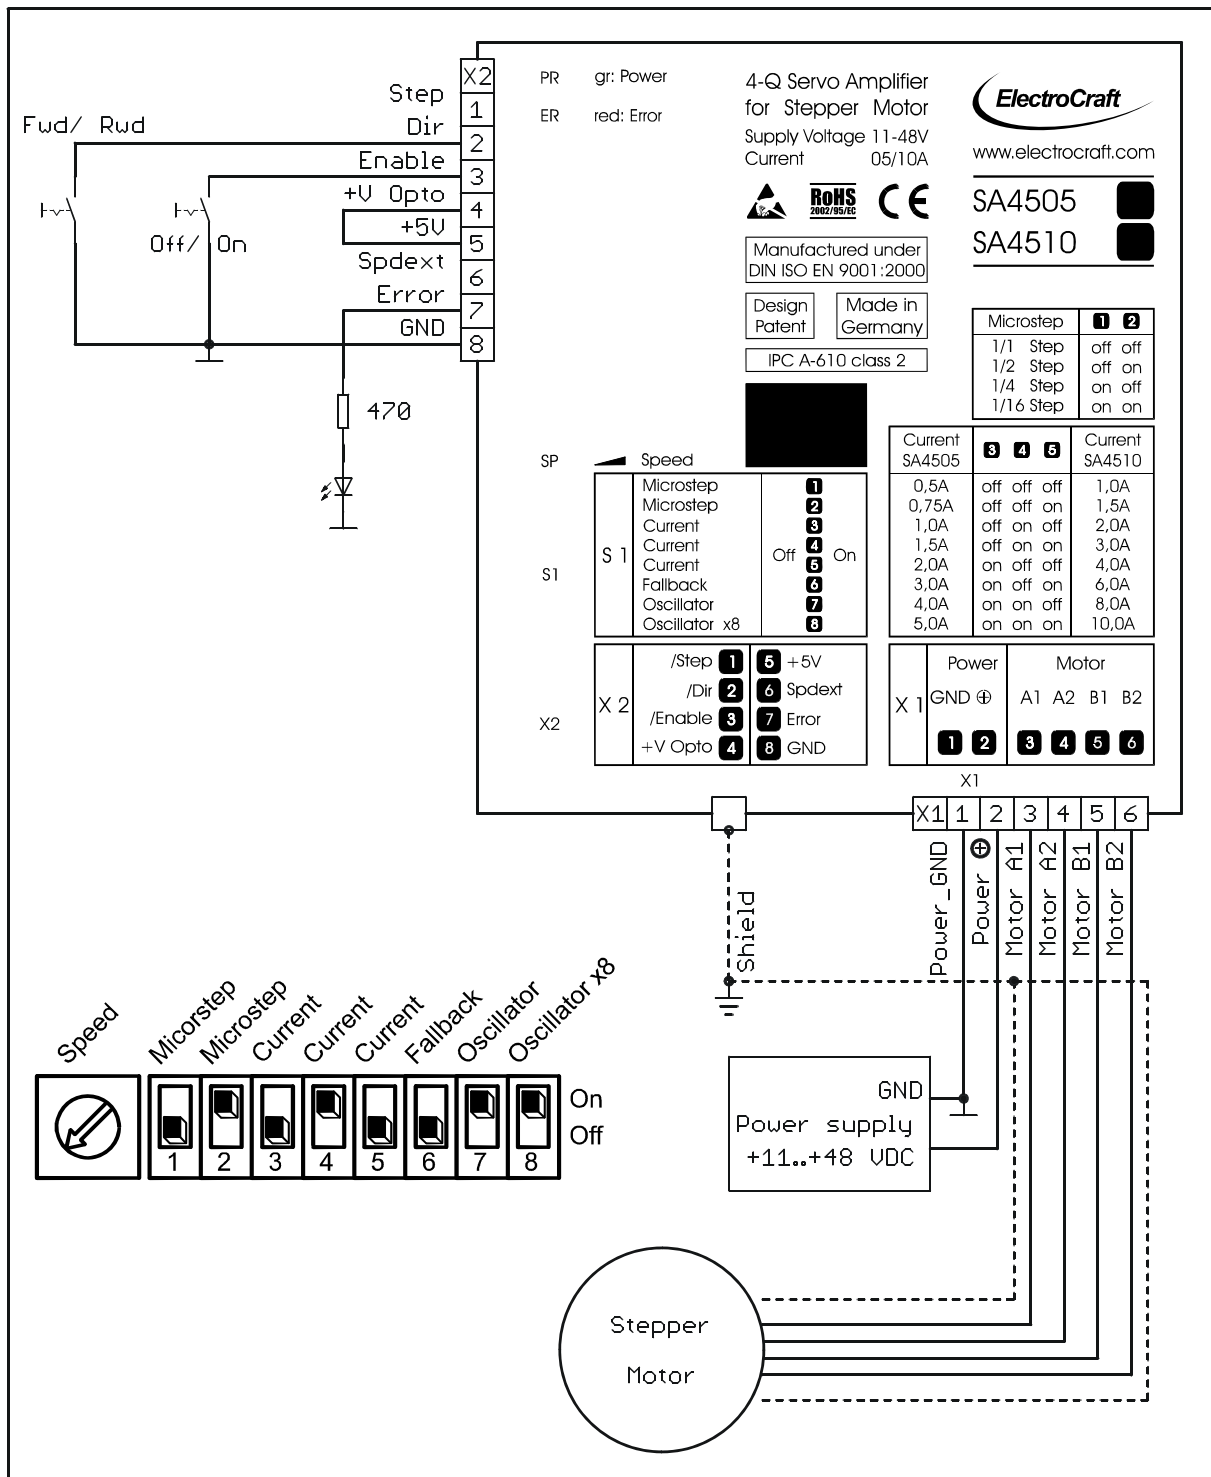 X2
Step
1
Dir
2
Fwd/ Rwd
Enable
3
+V Opto
4
+5V
5
Off/ On
Spdext
6
Error
7
GND
8
470
PR gr: Power
ER red: Error
4-Q Servo Amplifier
for Stepper Motor
Supply Voltage 11-48V
Current 05/10A
ElectroCraft
www.electrocraft.com
RoHS
2002/95/EC
CE
SA4505
SA4510
Manufactured under
DIN ISO EN 9001:2000
Design
Patent
Made in
Germany
IPC A-610 class 2
Microstep 1 2
1/1 Step off off
1/2 Step off on
1/4 Step on off
1/16 Step on on
Current
SA4505
3 4 5
Current
SA4510
0,5A off off off 1,0A
0,75A off off on 1,5A
1,0A off on off 2,0A
1,5A off on on 3,0A
2,0A on off off 4,0A
3,0A on off on 6,0A
4,0A on on off 8,0A
5,0A on on on 10,0A
SP Speed
S1
S 1
Microstep 1
Microstep 2
Current 3
Current 4
Off On
Current 5
Fallback 6
Oscillator 7
Oscillator x8 8
X2
X 2
/Step 1 5 +5V
/Dir 2 6 Spdext
/Enable 3 7 Error
+V Opto 4 8 GND
X 1
Power Motor
GND ⊕ A1 A2 B1 B2
1 2 3 4 5 6
X1
X1 1 2 3 4 5 6
Power_GND
Power ⊕
Motor A1
Motor A2
Motor B1
Motor B2
Shield
Speed
Micorstep
Microstep
Current
Current
Current
Fallback
Oscillator
Oscillator x8
On
Off
1 2 3 4 5 6 7 8
GND
Power supply
+11..+48 VDC
Stepper
Motor